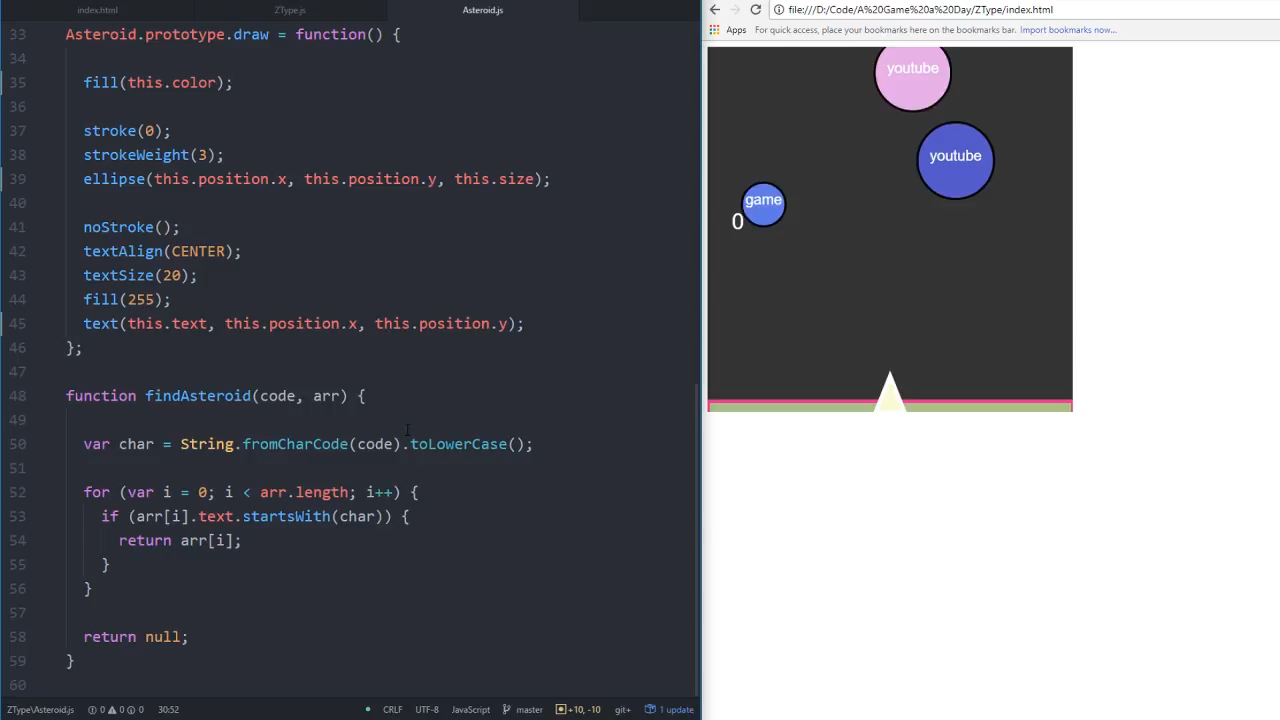 index.html
ZType.js
Asteroid.js
33 Asteroid.prototype.draw = function() {
34
35 fill(this.color);
36
37 stroke(0);
38 strokeWeight(3);
39 ellipse(this.position.x, this.position.y, this.size);
40
41 noStroke();
42 textAlign(CENTER);
43 textSize(20);
44 fill(255);
45 text(this.text, this.position.x, this.position.y);
46 };
47
48 function findAsteroid(code, arr) {
49
50 var char = String.fromCharCode(code).toLowerCase();
51
52 for (var i = 0; i < arr.length; i++) {
53 if (arr[i].text.startsWith(char)) {
54 return arr[i];
55 }
56 }
57
58 return null;
59 }
60
ZType\Asteroid.js 0 0 0 30:52 CRLF UTF-8 JavaScript master +10, -10 git+ 1 update
file:///D:/Code/A%20Game%20a%20Day/ZType/index.html
Apps For quick access, place your bookmarks here on the bookmarks bar. Import bookmarks now...
youtube
youtube
game
0